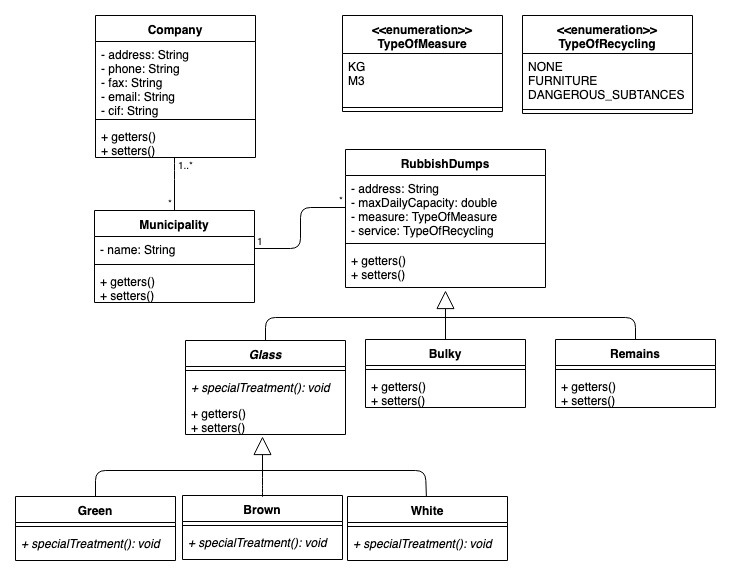 Company
- address: String
- phone: String
- fax: String
- email: String
- cif: String
+ getters()
+ setters()
<<enumeration>>
TypeOfMeasure
KG
M3
<<enumeration>>
TypeOfRecycling
NONE
FURNITURE
DANGEROUS_SUBTANCES
1..*
*
Municipality
- name: String
+ getters()
+ setters()
1
*
RubbishDumps
- address: String
- maxDailyCapacity: double
- measure: TypeOfMeasure
- service: TypeOfRecycling
+ getters()
+ setters()
Glass
+ specialTreatment(): void
+ getters()
+ setters()
Bulky
+ getters()
+ setters()
Remains
+ getters()
+ setters()
Green
+ specialTreatment(): void
Brown
+ specialTreatment(): void
White
+ specialTreatment(): void